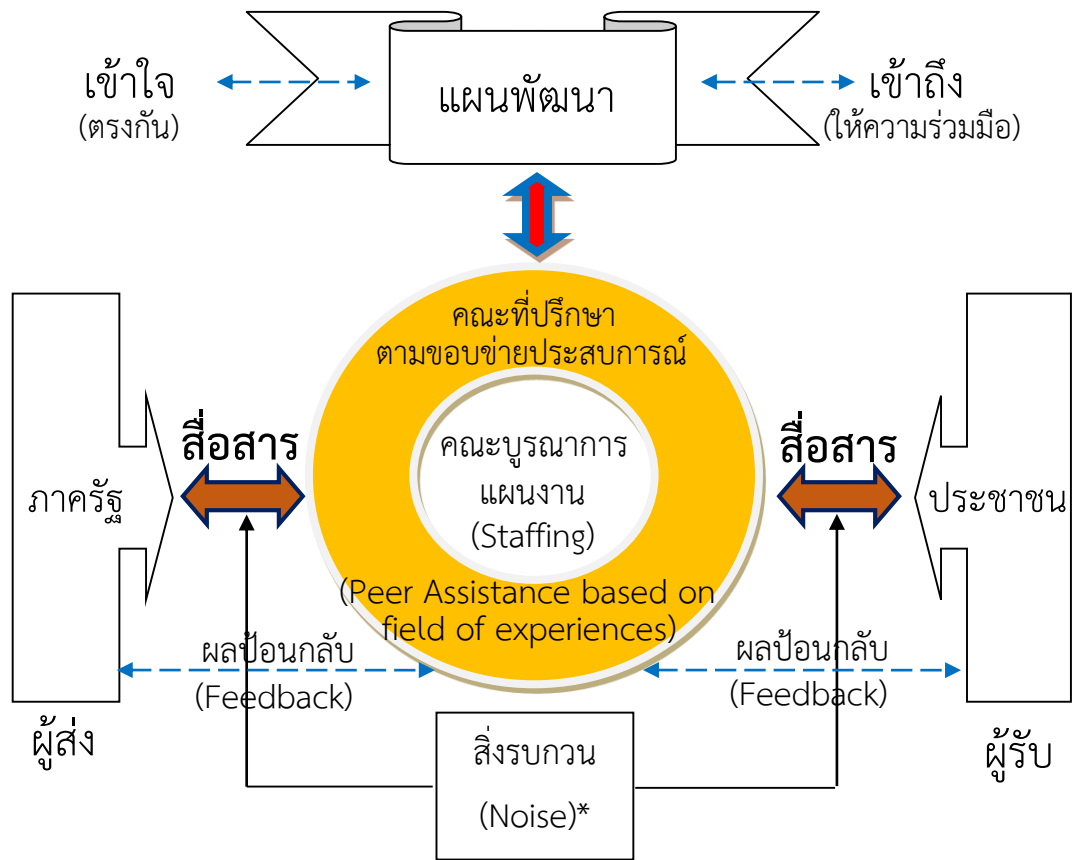 เข้าใจ
(ตรงกัน)
แผนพัฒนา
เข้าถึง
(ให้ความร่วมมือ)
คณะที่ปรึกษา
ตามขอบข่ายประสบการณ์
ภาครัฐ
สื่อสาร
คณะบูรณาการ
แผนงาน
(Staffing)
สื่อสาร
ประชาชน
(Peer Assistance based on
field of experiences)
ผลป้อนกลับ
(Feedback)
ผลป้อนกลับ
(Feedback)
ผู้ส่ง
สิ่งรบกวน
(Noise)*
ผู้รับ